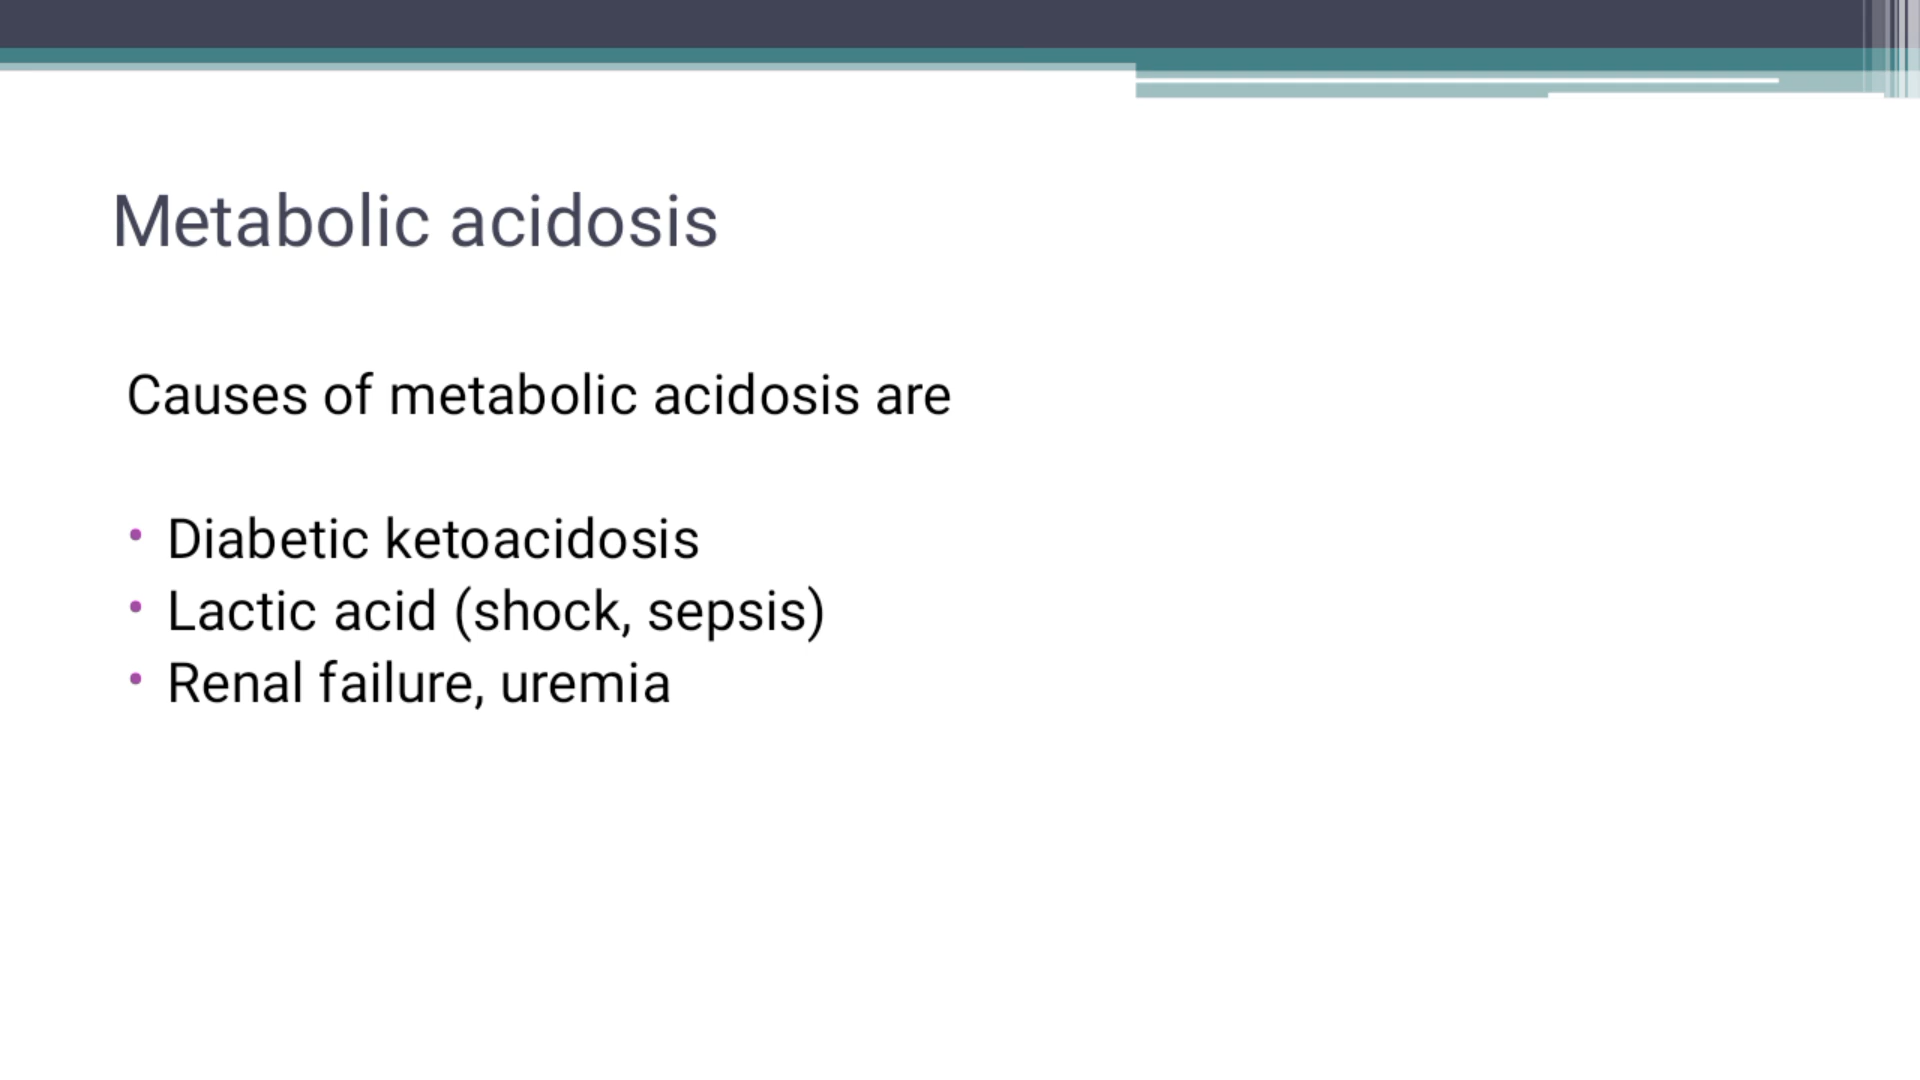 Metabolic acidosis
Causes of metabolic acidosis are
• Diabetic ketoacidosis
• Lactic acid (shock, sepsis)
• Renal failure, uremia